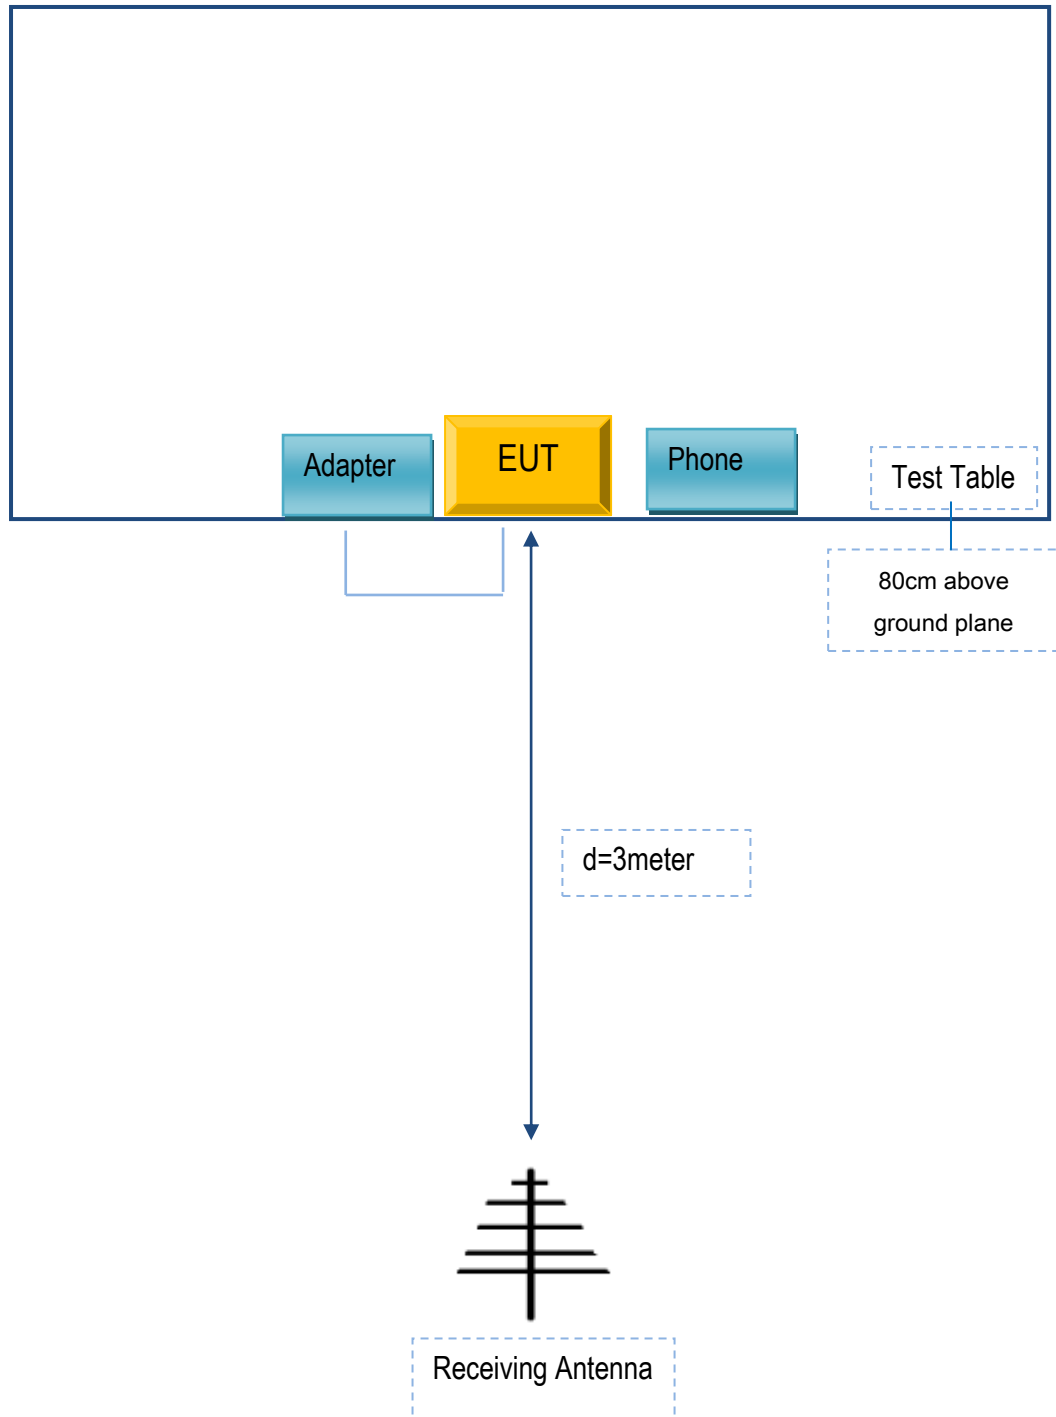 Adapter
EUT
Phone
Test Table
80cm above
ground plane
d=3meter
Receiving Antenna